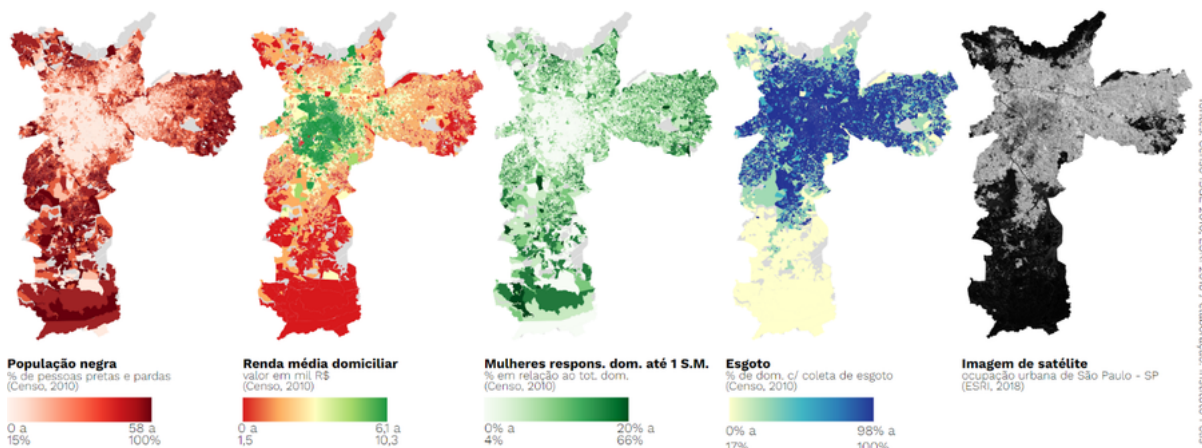 População negra
% de pessoas pretas e pardas
(Censo, 2010)
0 a
15%
58 a
100%
Renda média domiciliar
valor em mil R$
(Censo, 2010)
0 a
1,5
6,1 a
10,3
Mulheres respons. dom. até 1 S.M.
% em relação ao tot. dom.
(Censo, 2010)
0% a
4%
20% a
66%
Esgoto
% de dom. c/ coleta de esgoto
(Censo, 2010)
0% a
17%
98% a
100%
Imagem de satélite
ocupação urbana de São Paulo - SP
(ESRI, 2018)